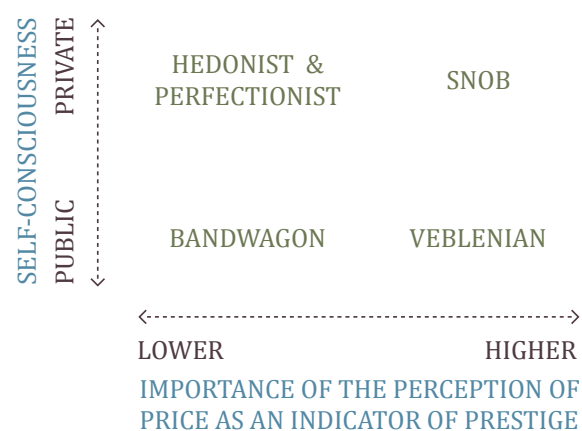 SELF-CONSCIOUSNESS
PRIVATE
PUBLIC
HEDONIST &
PERFECTIONIST
SNOB
BANDWAGON
VEBLENIAN
LOWER
HIGHER
IMPORTANCE OF THE PERCEPTION OF
PRICE AS AN INDICATOR OF PRESTIGE